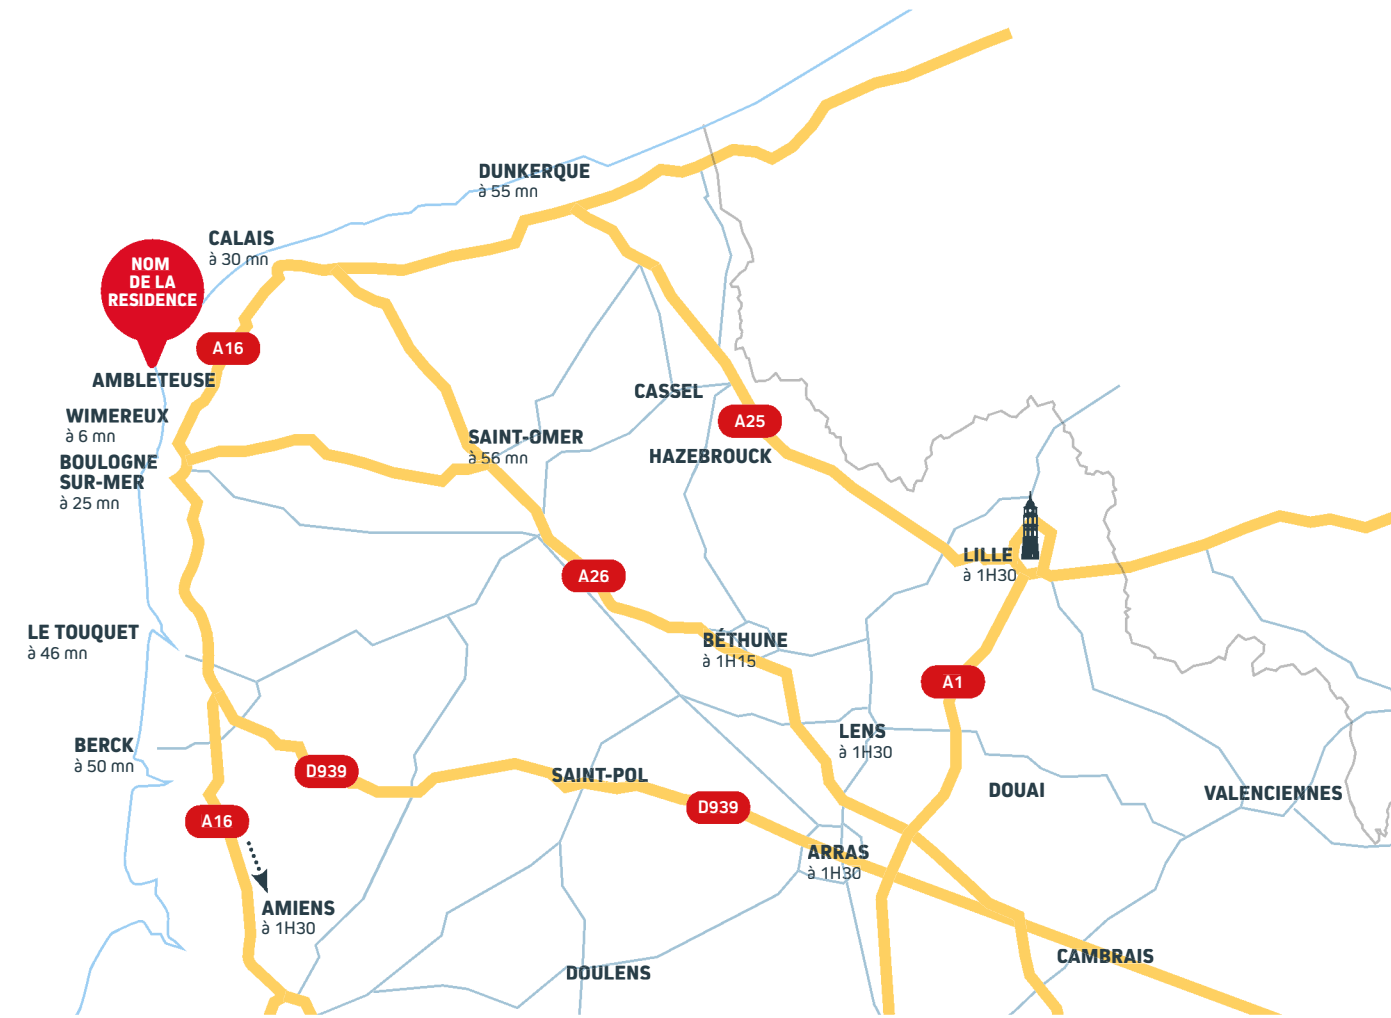 DUNKERQUE
à 55 mn
CALAIS
à 30 mn
NOM
DE LA
RESIDENCE
A16
AMBLETEUSE
WIMEREUX
à 6 mn
BOULOGNE
SUR-MER
à 25 mn
CASSEL
A25
HAZEBROUCK
SAINT-OMER
à 56 mn
LILLE
à 1H30
A26
LE TOUQUET
à 46 mn
BÉTHUNE
à 1H15
A1
LENS
à 1H30
BERCK
à 50 mn
D939
SAINT-POL
D939
DOUAI
VALENCIENNES
A16
ARRAS
à 1H30
AMIENS
à 1H30
CAMBRAIS
DOULENS